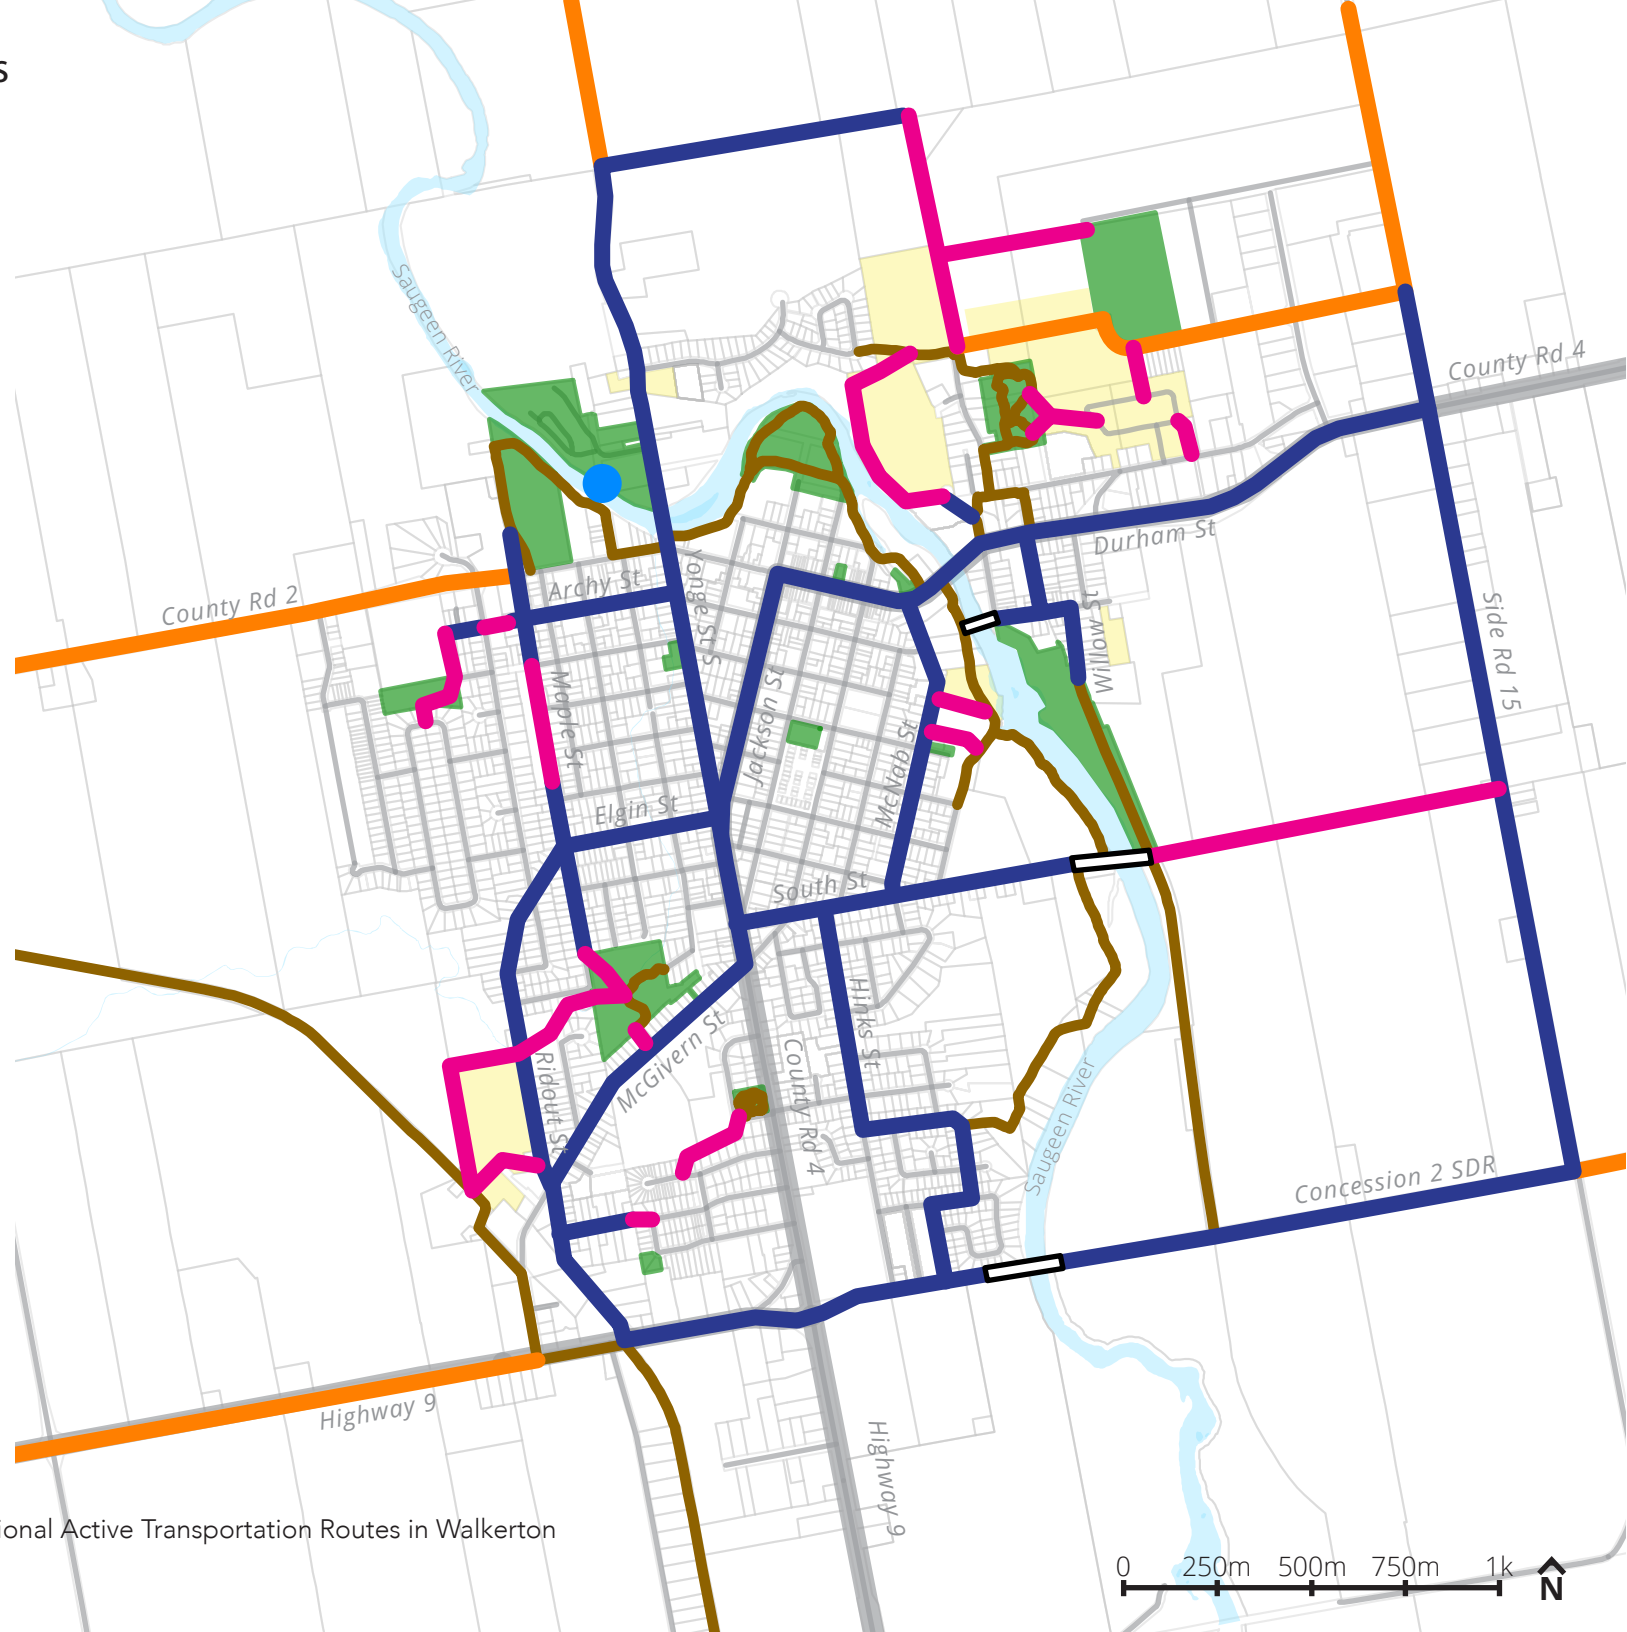 s
County Rd 4
Saugeen River
Durham St
Archy St
County Rd 2
Yonge St S
Willow St
Side Rd 15
Maple St
Jackson St
McNab St
Elgin St
South St
Hinks St
McGivern St
Ridout St
County Rd 4
Saugeen River
Concession 2 SDR
Highway 9
Highway 9
ional Active Transportation Routes in Walkerton
0 250m 500m 750m 1k
N